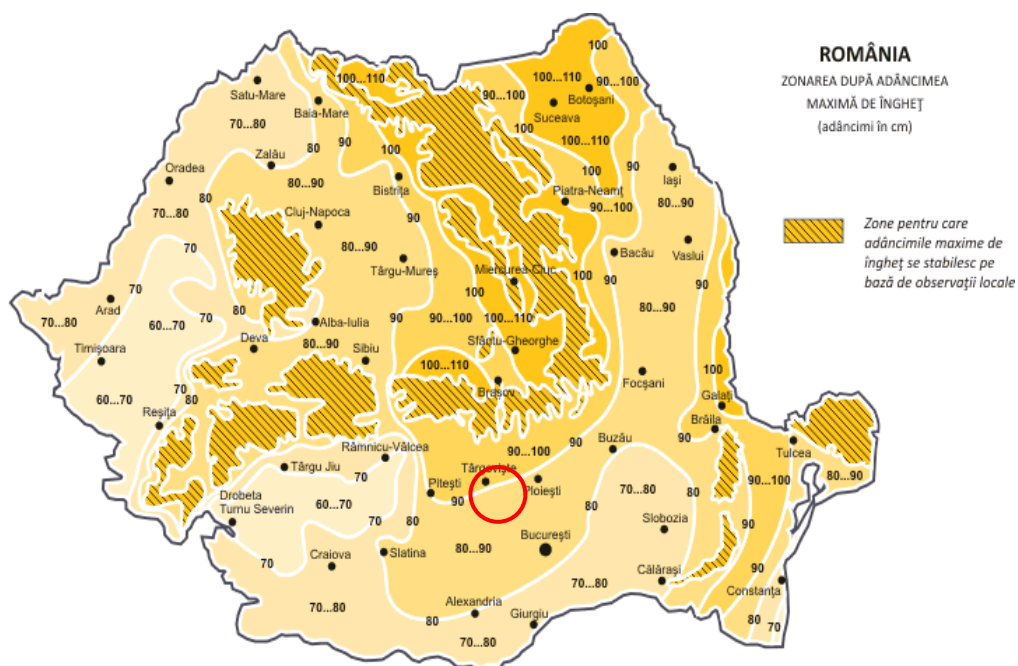 ROMÂNIA
ZONAREA DUPĂ ADÂNCIMEA
MAXIMĂ DE ÎNGHEȚ
(adâncimi în cm)
Zone pentru care
adâncimile maxime de
îngheț se stabilesc pe
bază de observații locale
100
100...110
90...100
Satu-Mare
Baia-Mare
100...110
90...100
Botoșani
Suceava
70...80
80
90
100
100
100...110
Zalău
Oradea
80...90
Bistrița
100
90
Iași
80
70...80
Piatra-Neamț
90...100
80...90
Cluj-Napoca
90
70
80...90
Târgu-Mureș
Miercurea-Ciuc
100
Bacău
Vaslui
70
100
90
70...80
Arad
60...70
70
80
Alba-Iulia
90
90...100
100...110
80...90
Timișoara
Deva
80...90
Sibiu
Sfântu-Gheorghe
100...110
100
60...70
70
80
Brașov
Focșani
Galați
Reșița
Brăila
90
Râmnicu-Vâlcea
90...100
90
Buzău
Tulcea
Târgu Jiu
70
Târgoviște
Ploiești
Pitești
90
70...80
80
90...100
80...90
Drobeta
Turnu Severin
60...70
70
80
Slobozia
București
90
Craiova
Slatina
80...90
70
Călărași
90
Constanța
70...80
Alexandria
80
Giurgiu
70...80
80
70